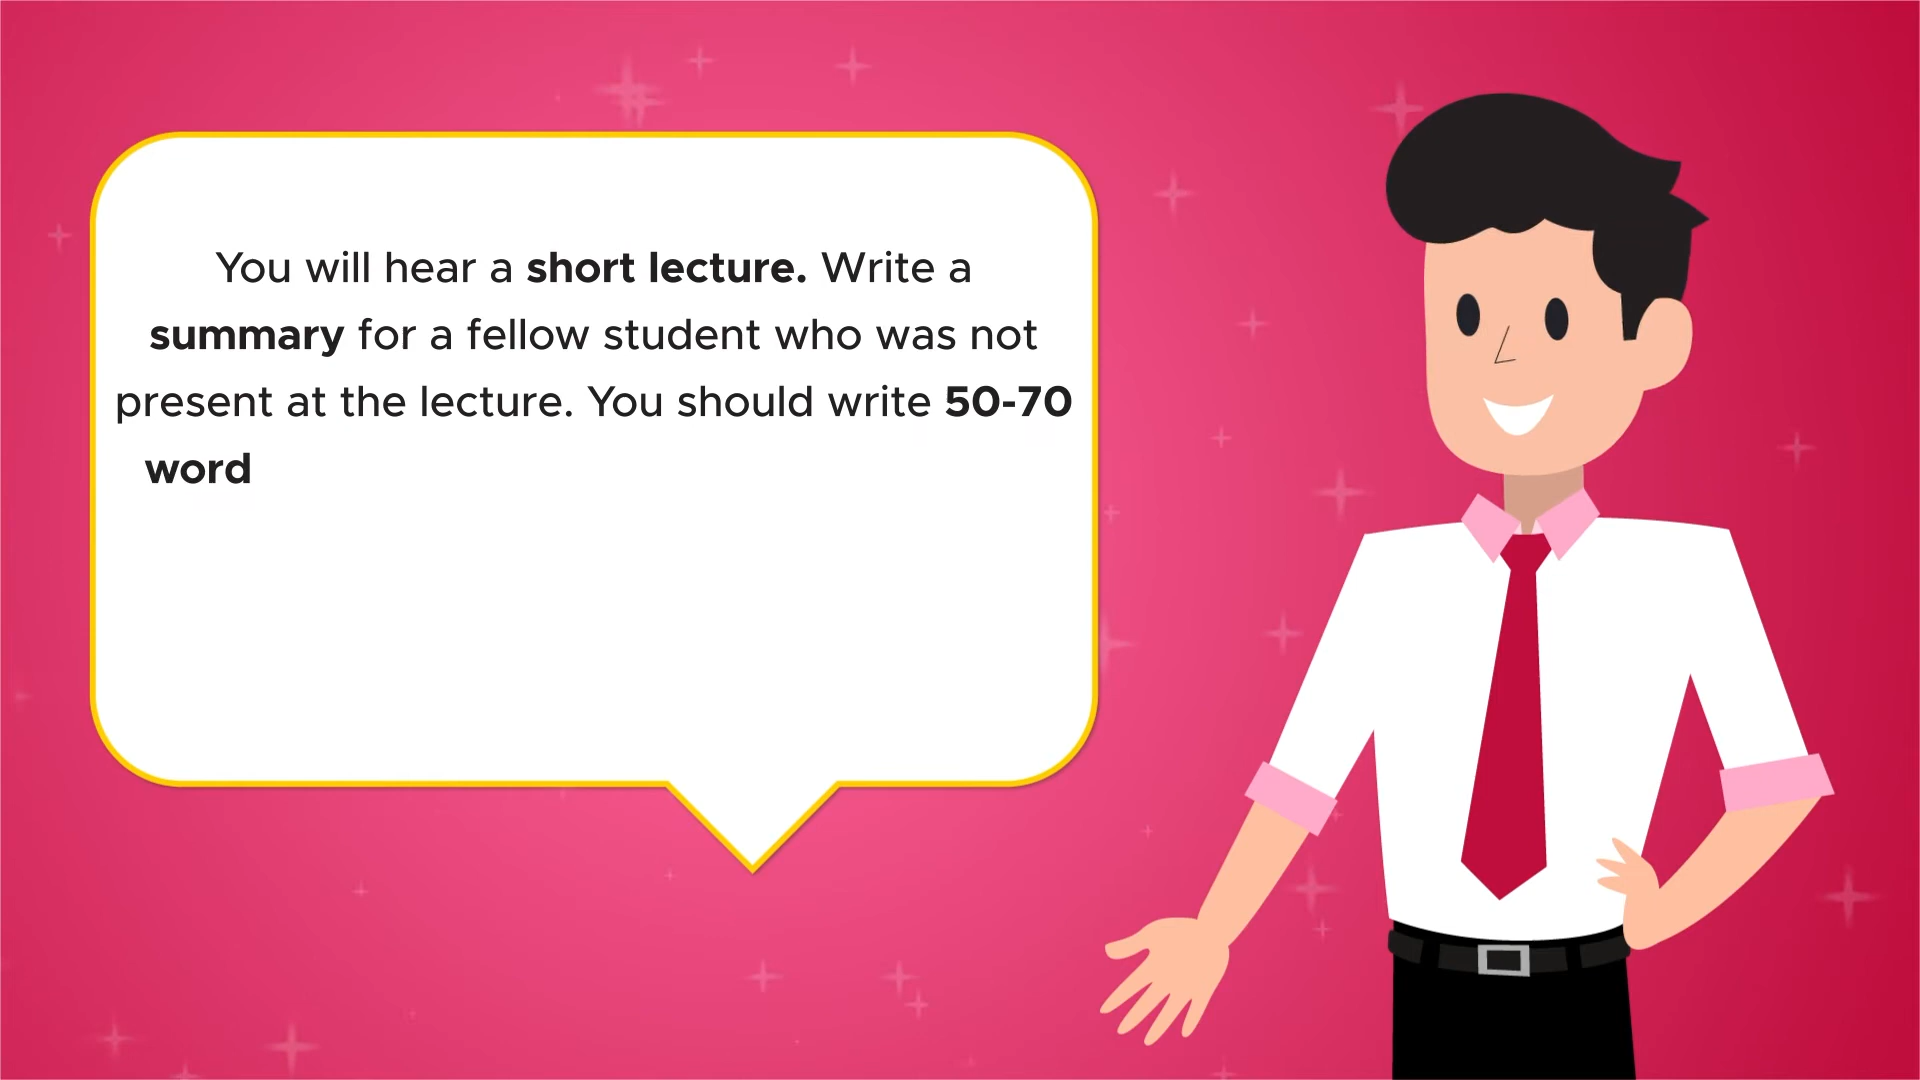 You will hear a short lecture. Write a
summary for a fellow student who was not
present at the lecture. You should write 50-70
word